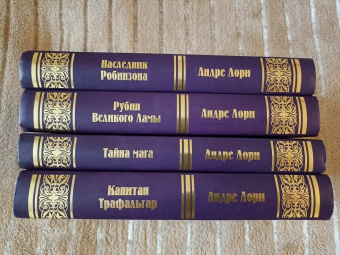 Наследник
Робинзона
Андре Лори
Рубин
Великого Ламы
Андре Лори
Тайна мага
Андре Лори
Капитан
Трафальгар
Андре Лори